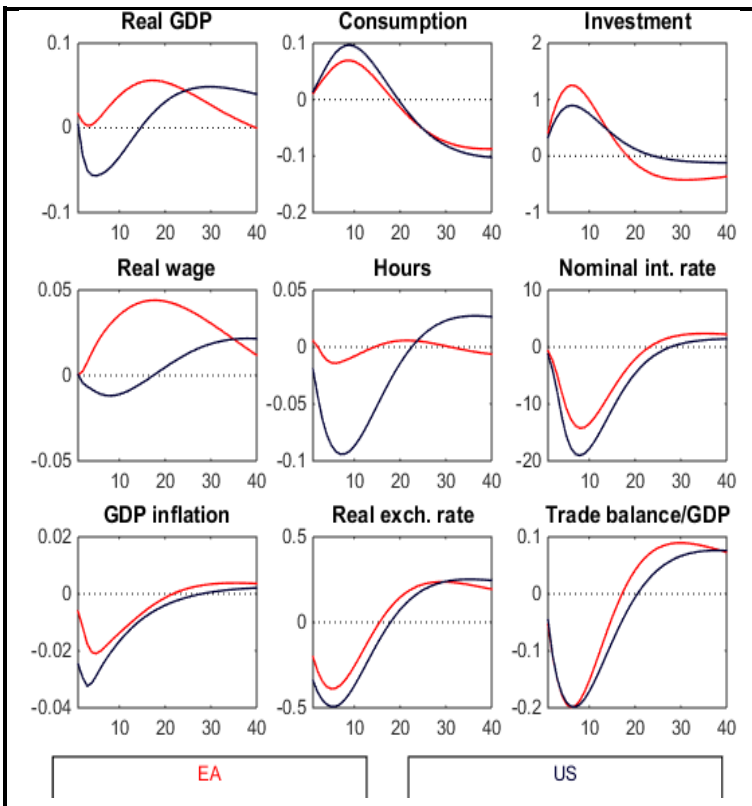 Real GDP
Consumption
Investment
0.1
0
-0.1
10 20 30 40
0.1
0
-0.1
-0.2
10 20 30 40
2
1
0
-1
10 20 30 40
Real wage
Hours
Nominal int. rate
0.05
0
-0.05
10 20 30 40
0.05
0
-0.05
-0.1
10 20 30 40
10
0
-10
-20
10 20 30 40
GDP inflation
Real exch. rate
Trade balance/GDP
0.02
0
-0.02
-0.04
10 20 30 40
0.5
0
-0.5
10 20 30 40
0.1
0
-0.1
-0.2
10 20 30 40
EA
US